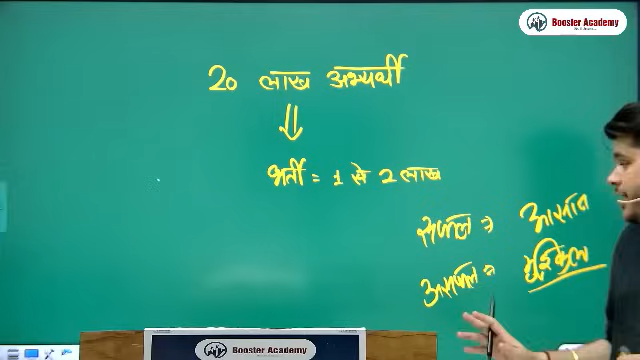 Booster Academy
20 लाख अभ्यर्थी
⇓
भर्ती = 1 से 2 लाख
सफल ⇒ आसान
असफल ⇒ मुश्किल
Booster Academy